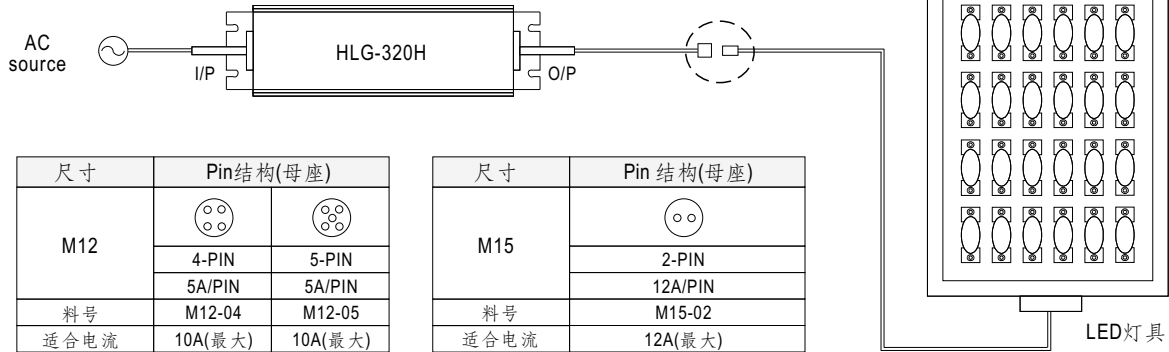 AC
source
I/P
HLG-320H
O/P
尺寸 Pin结构(母座)
M12
4-PIN 5-PIN
5A/PIN 5A/PIN
料号 M12-04 M12-05
适合电流 10A(最大) 10A(最大)
尺寸 Pin 结构(母座)
M15
2-PIN
12A/PIN
料号 M15-02
适合电流 12A(最大)
LED灯具